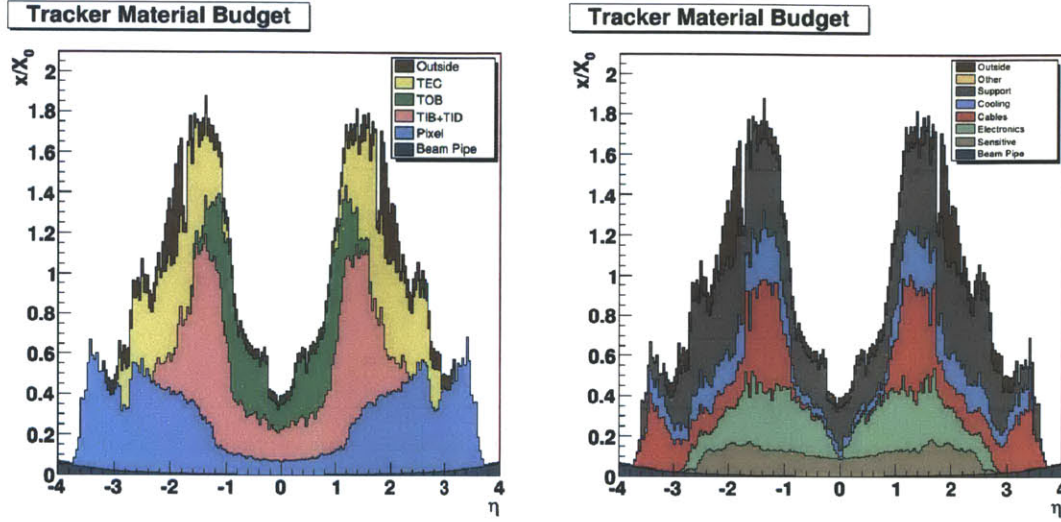 Tracker Material Budget
x/X0
2
1.8
1.6
1.4
1.2
1
0.8
0.6
0.4
0.2
0
-4 -3 -2 -1 0 1 2 3 4
η
Outside
TEC
TOB
TIB+TID
Pixel
Beam Pipe
Tracker Material Budget
x/X0
2
1.8
1.6
1.4
1.2
1
0.8
0.6
0.4
0.2
0
-4 -3 -2 -1 0 1 2 3 4
η
Outside
Other
Support
Cooling
Cables
Electronics
Sensitive
Beam Pipe